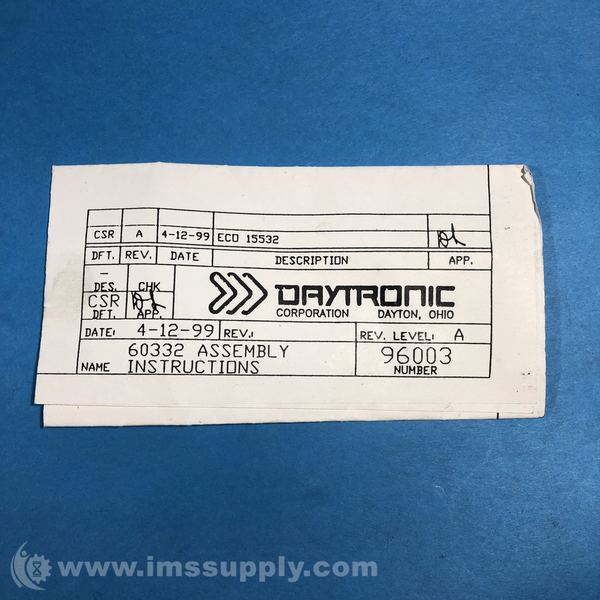 CSR A 4-12-99 ECO 15532
DFT. REV. DATE DESCRIPTION APP.
–
DES. CHK
CSR
DFT. APP.
DAYTRONIC
CORPORATION DAYTON, OHIO
DATE: 4-12-99 REV.: REV. LEVEL: A
60332 ASSEMBLY
NAME INSTRUCTIONS
96003
NUMBER
www.imssupply.com